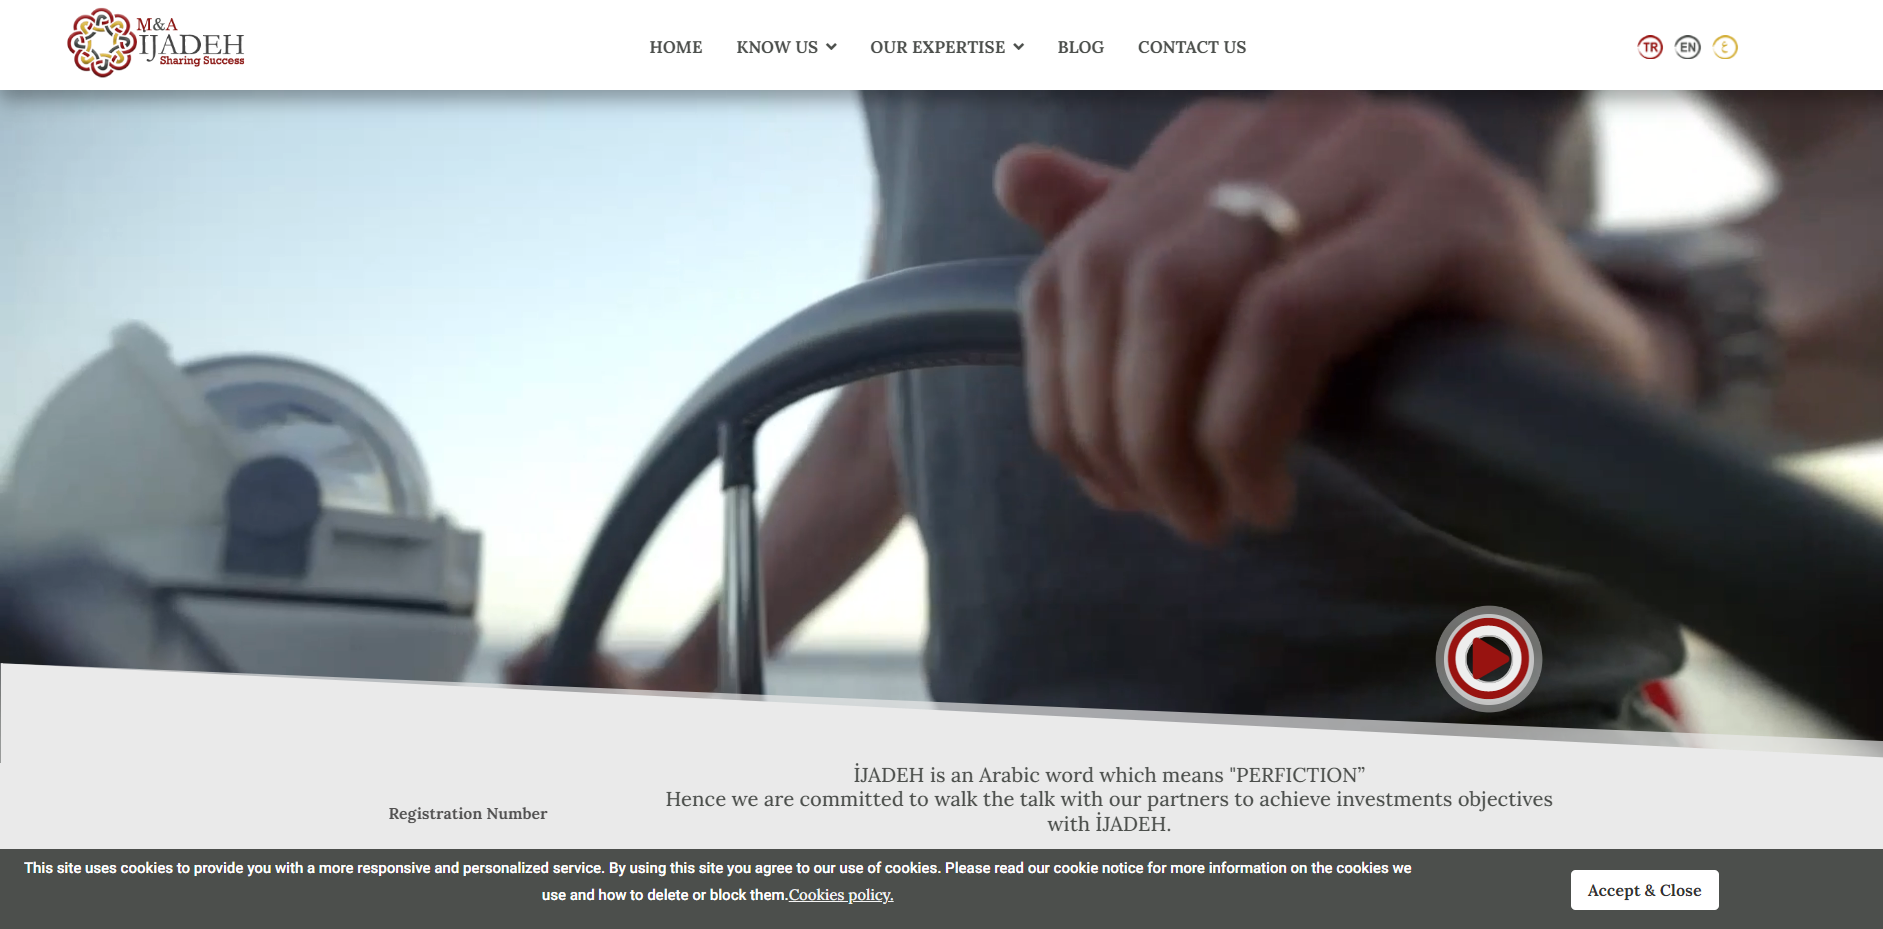 M&A
İJADEH
Sharing Success
HOME
KNOW US
OUR EXPERTISE
BLOG
CONTACT US
TR
EN
ع
İJADEH is an Arabic word which means "PERFICTION”
Hence we are committed to walk the talk with our partners to achieve investments objectives
with İJADEH.
Registration Number
This site uses cookies to provide you with a more responsive and personalized service. By using this site you agree to our use of cookies. Please read our cookie notice for more information on the cookies we
use and how to delete or block them.Cookies policy.
Accept & Close